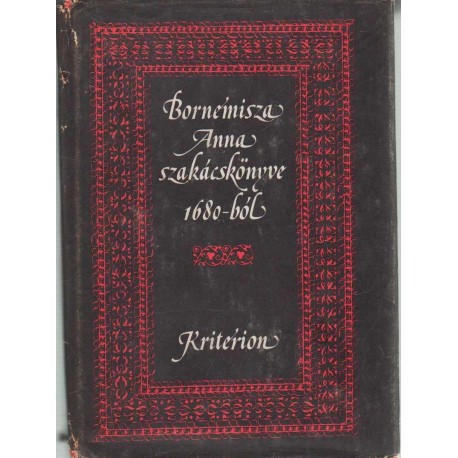 Bornemisza
Anna
szakácskönyve
1680-ból
Kriterion